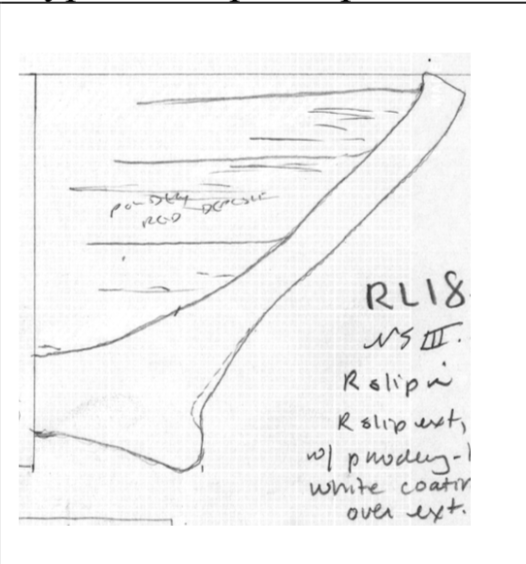 POWDERY DEPOSIT
RED
RL18
NS III.
R slip in
R slip ext,
w/ powdery-
white coatin
over ext.